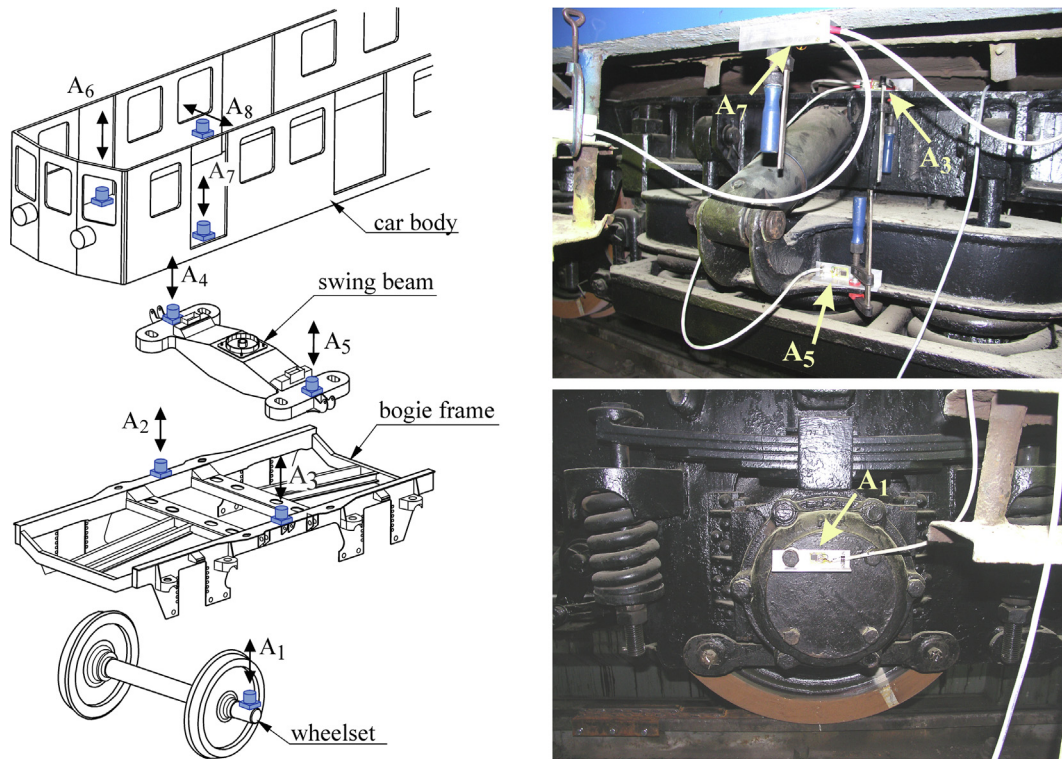 A6
A8
A7
car body
A4
swing beam
A5
A2
bogie frame
A3
A1
wheelset
A7
A3
A5
A1